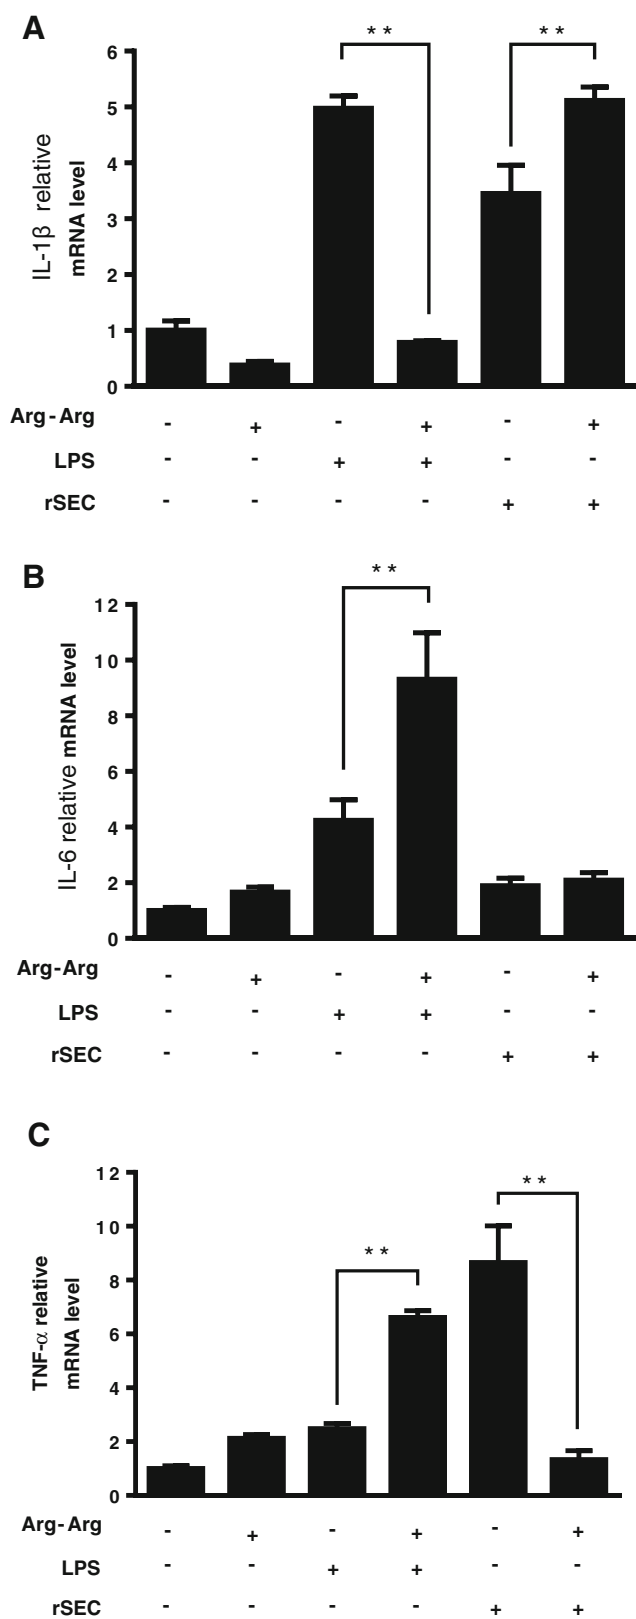 A
* *
* *
6
5
4
3
2
1
0
IL-1β relative
mRNA level
Arg-Arg - + - + - +
LPS - - + + - -
rSEC - - - - + +
B
* *
12
10
8
6
4
2
0
IL-6 relative mRNA level
Arg-Arg - + - + - +
LPS - - + + - -
rSEC - - - - + +
C
* *
* *
12
10
8
6
4
2
0
TNF-α relative
mRNA level
Arg-Arg - + - + - +
LPS - - + + - -
rSEC - - - - + +